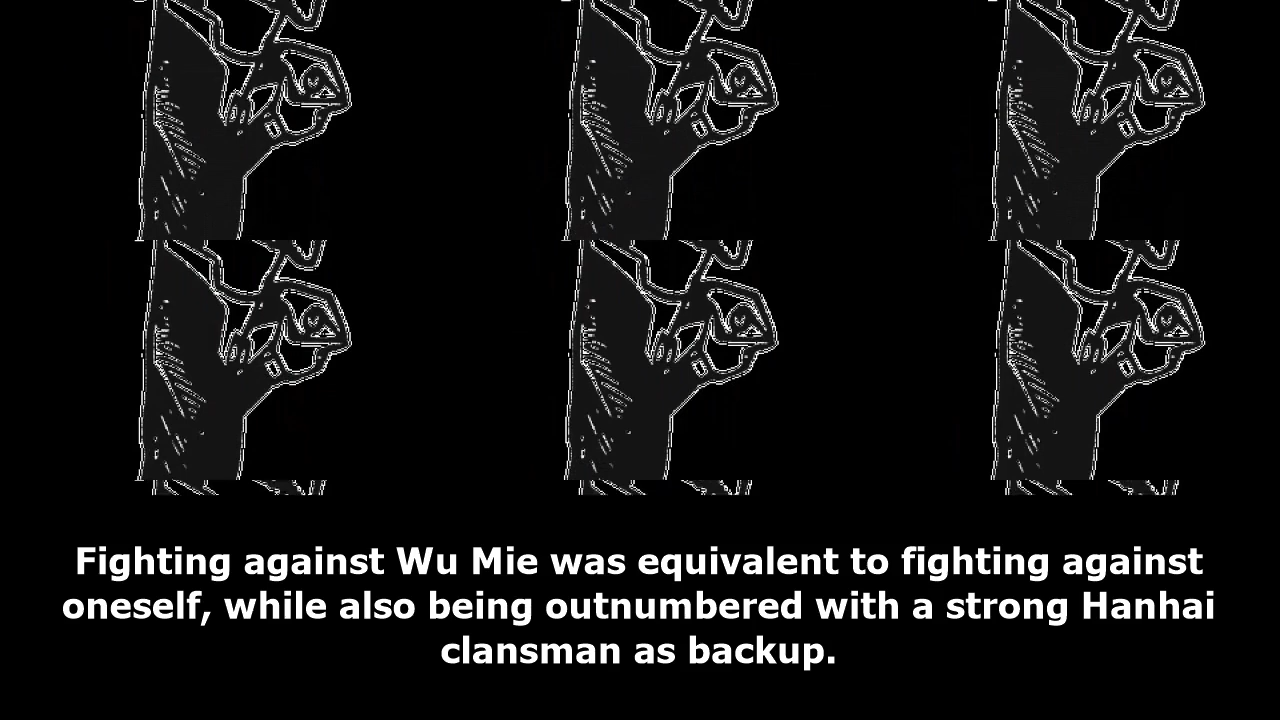 Fighting against Wu Mie was equivalent to fighting against
oneself, while also being outnumbered with a strong Hanhai
clansman as backup.